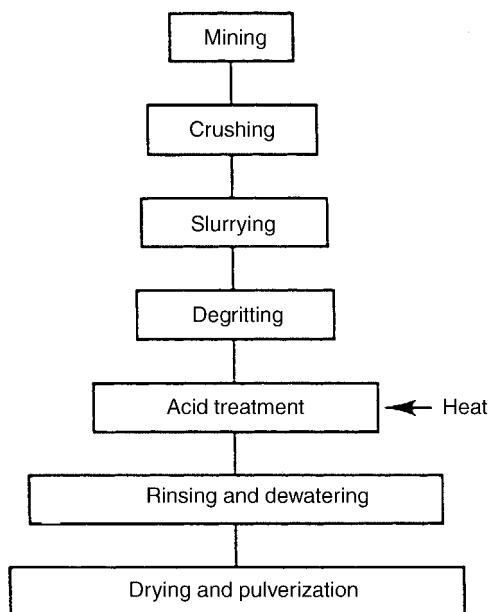 Mining
Crushing
Slurrying
Degritting
Acid treatment
Heat
Rinsing and dewatering
Drying and pulverization